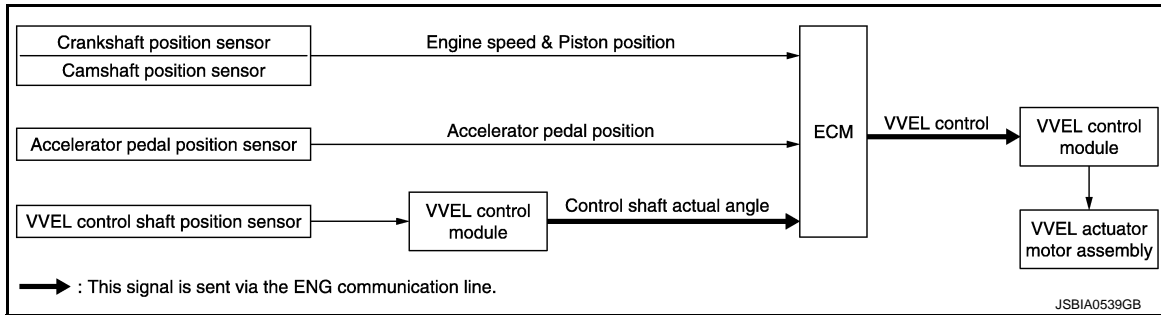 Crankshaft position sensor
Camshaft position sensor
Engine speed & Piston position
Accelerator pedal position sensor
Accelerator pedal position
VVEL control shaft position sensor
VVEL control
module
Control shaft actual angle
ECM
VVEL control
VVEL control
module
VVEL actuator
motor assembly
: This signal is sent via the ENG communication line.
JSBIA0539GB